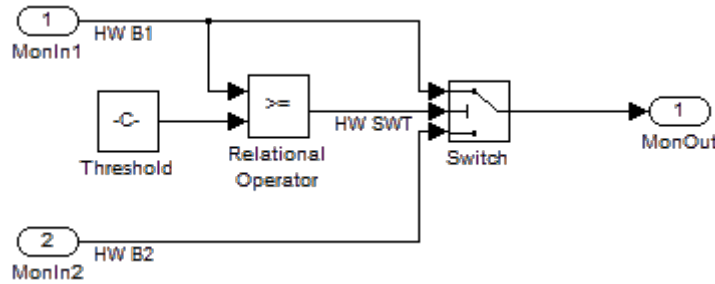 1
HW B1
MonIn1
>=
-C-
HW SWT
1
Threshold
Relational
Operator
Switch
MonOut
2
HW B2
MonIn2